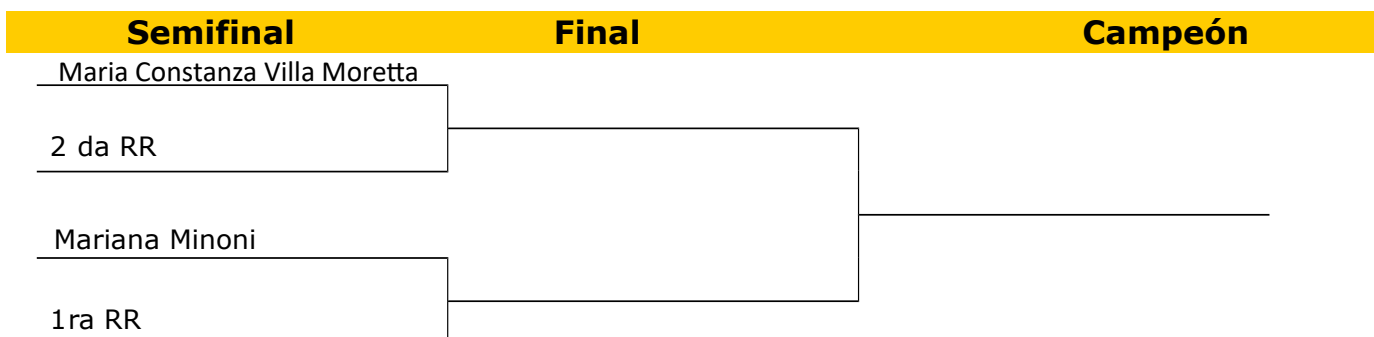 Semifinal Final Campeón
Maria Constanza Villa Moretta
2 da RR
Mariana Minoni
1ra RR